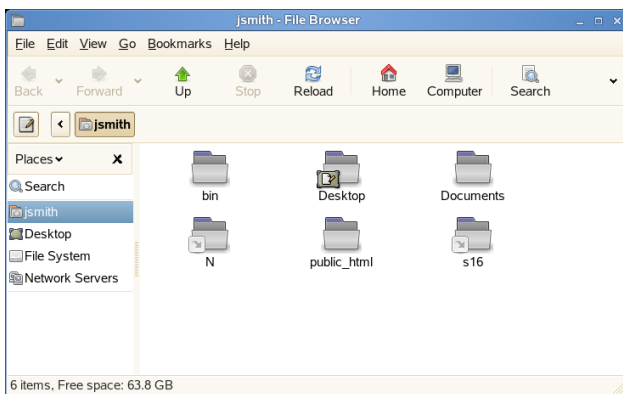 jsmith - File Browser
File Edit View Go Bookmarks Help
Back Forward Up Stop Reload Home Computer Search
jsmith
Places
Search
jsmith
Desktop
File System
Network Servers
bin Desktop Documents
N public_html s16
6 items, Free space: 63.8 GB